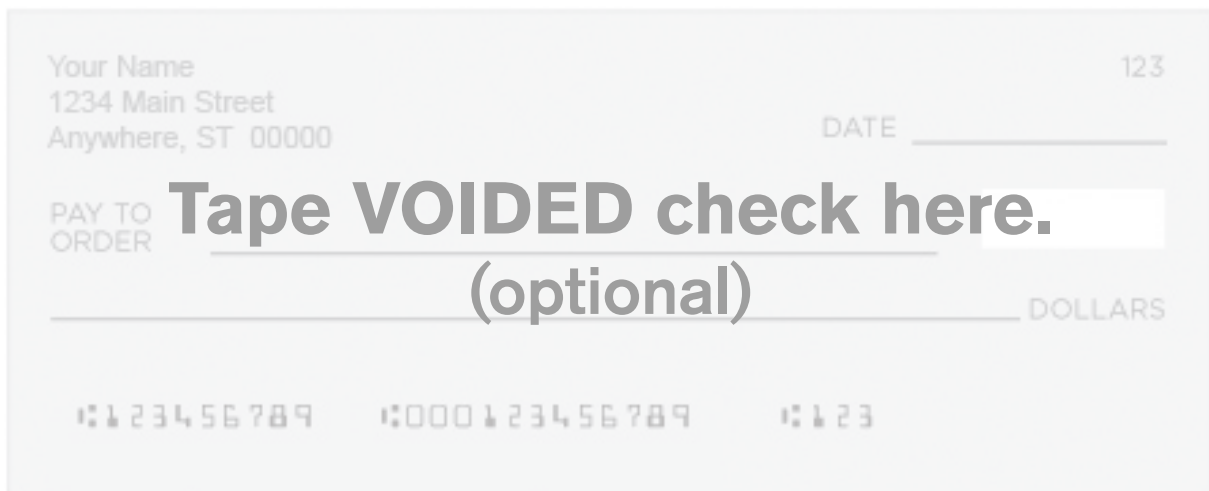 Your Name
123
1234 Main Street
Anywhere, ST 00000
DATE
PAY TO
ORDER
Tape VOIDED check here.
(optional)
DOLLARS
⑆123456789 ⑆000123456789 ⑆123